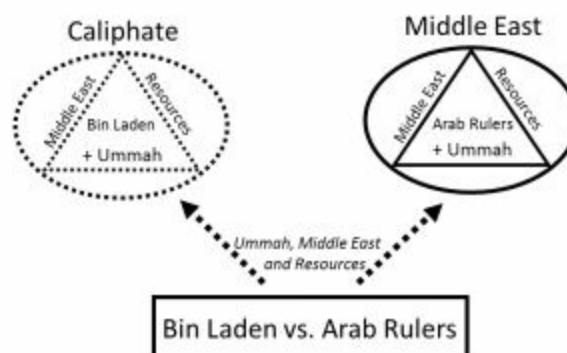 Caliphate
Middle East
Resources
Bin Laden
+ Ummah
Middle East
Middle East
Resources
Arab Rulers
+ Ummah
Ummah, Middle East
and Resources
Bin Laden vs. Arab Rulers